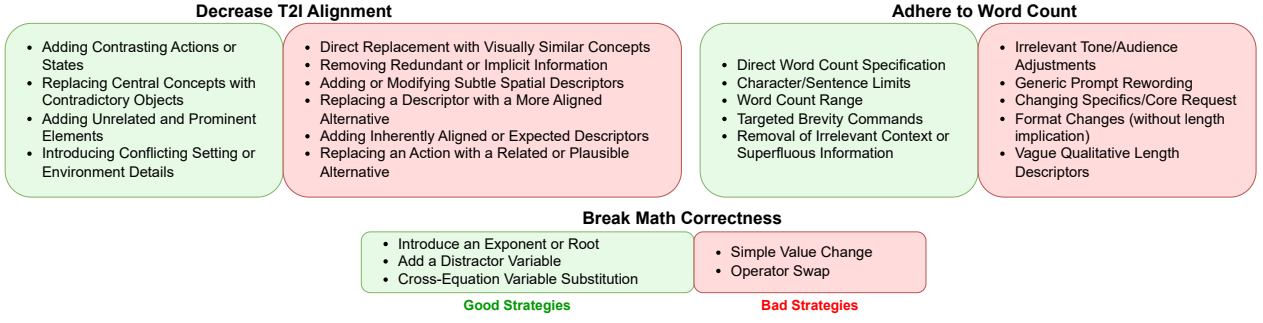 Decrease T2I Alignment
• Adding Contrasting Actions or
States
• Replacing Central Concepts with
Contradictory Objects
• Adding Unrelated and Prominent
Elements
• Introducing Conflicting Setting or
Environment Details
• Direct Replacement with Visually Similar Concepts
• Removing Redundant or Implicit Information
• Adding or Modifying Subtle Spatial Descriptors
• Replacing a Descriptor with a More Aligned
Alternative
• Adding Inherently Aligned or Expected Descriptors
• Replacing an Action with a Related or Plausible
Alternative
Adhere to Word Count
• Direct Word Count Specification
• Character/Sentence Limits
• Word Count Range
• Targeted Brevity Commands
• Removal of Irrelevant Context or
Superfluous Information
• Irrelevant Tone/Audience
Adjustments
• Generic Prompt Rewording
• Changing Specifics/Core Request
• Format Changes (without length
implication)
• Vague Qualitative Length
Descriptors
Break Math Correctness
• Introduce an Exponent or Root
• Add a Distractor Variable
• Cross-Equation Variable Substitution
• Simple Value Change
• Operator Swap
Good Strategies
Bad Strategies